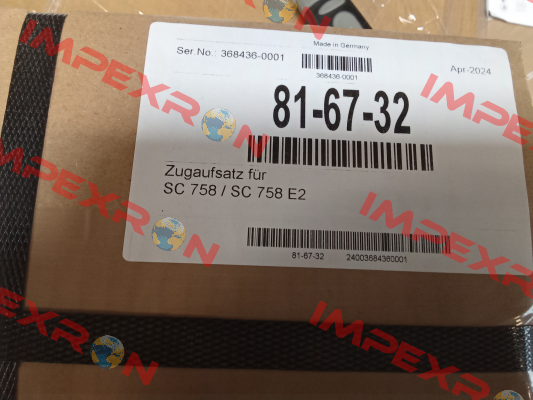 Made in Germany
Ser.No.: 368436-0001
368436-0001
Apr-2024
81-67-32
Zugaufsatz für
SC 758 / SC 758 E2
81-67-32 24003684360001
IMPEXRON
IMPEXRON
IMPEXRON
IMPEXRON
IMPEXRON